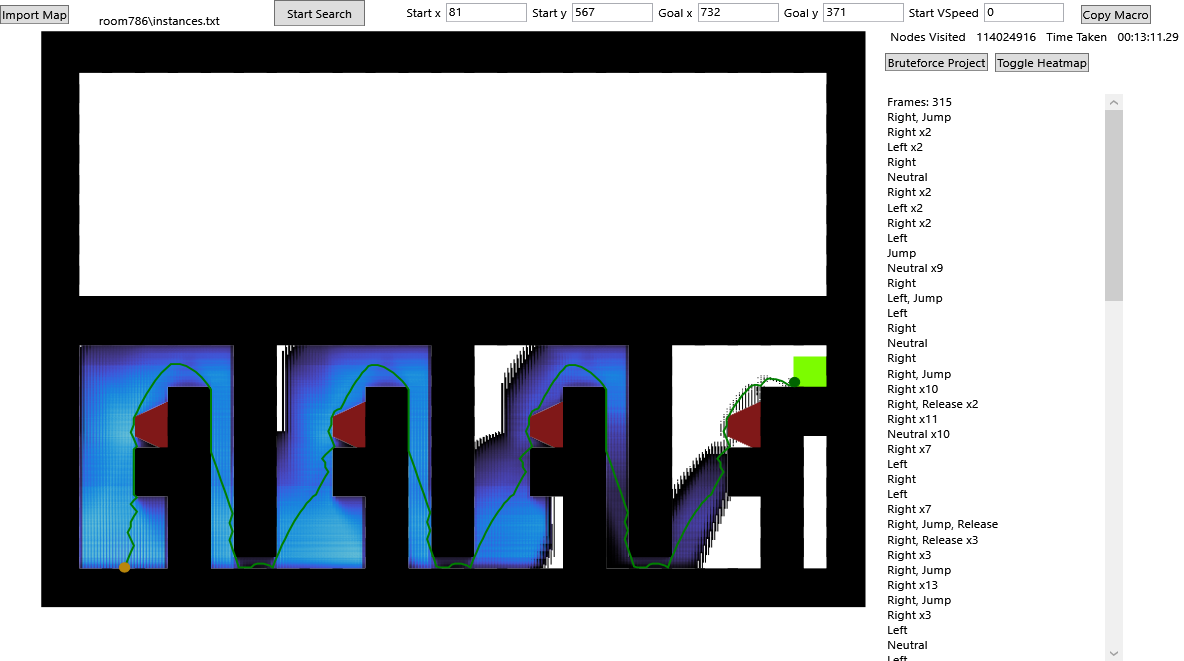 Import Map
room786\instances.txt
Start Search
Start x 81 Start y 567 Goal x 732 Goal y 371 Start VSpeed 0
Copy Macro
Nodes Visited 114024916 Time Taken 00:13:11.29
Bruteforce Project Toggle Heatmap
Frames: 315
Right, Jump
Right x2
Left x2
Right
Neutral
Right x2
Left x2
Right x2
Left
Jump
Neutral x9
Right
Left, Jump
Left
Right
Neutral
Right
Right, Jump
Right x10
Right, Release x2
Right x11
Neutral x10
Right x7
Left
Right
Left
Right x7
Right, Jump, Release
Right, Release x3
Right x3
Right, Jump
Right x13
Right, Jump
Right x3
Left
Neutral
Left